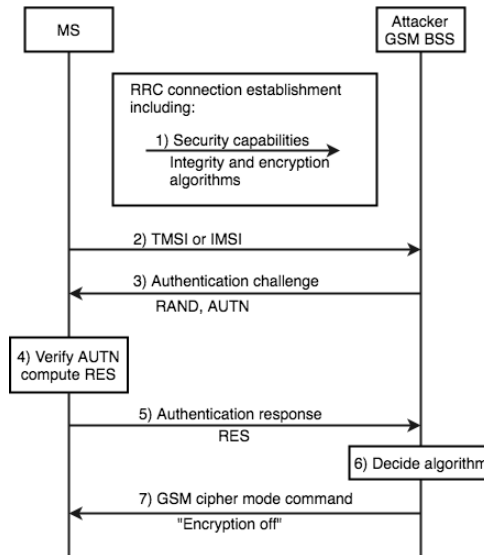 MS
Attacker
GSM BSS
RRC connection establishment
including:
1) Security capabilities
Integrity and encryption
algorithms
2) TMSI or IMSI
3) Authentication challenge
RAND, AUTN
4) Verify AUTN
compute RES
5) Authentication response
RES
6) Decide algorithm
7) GSM cipher mode command
"Encryption off"